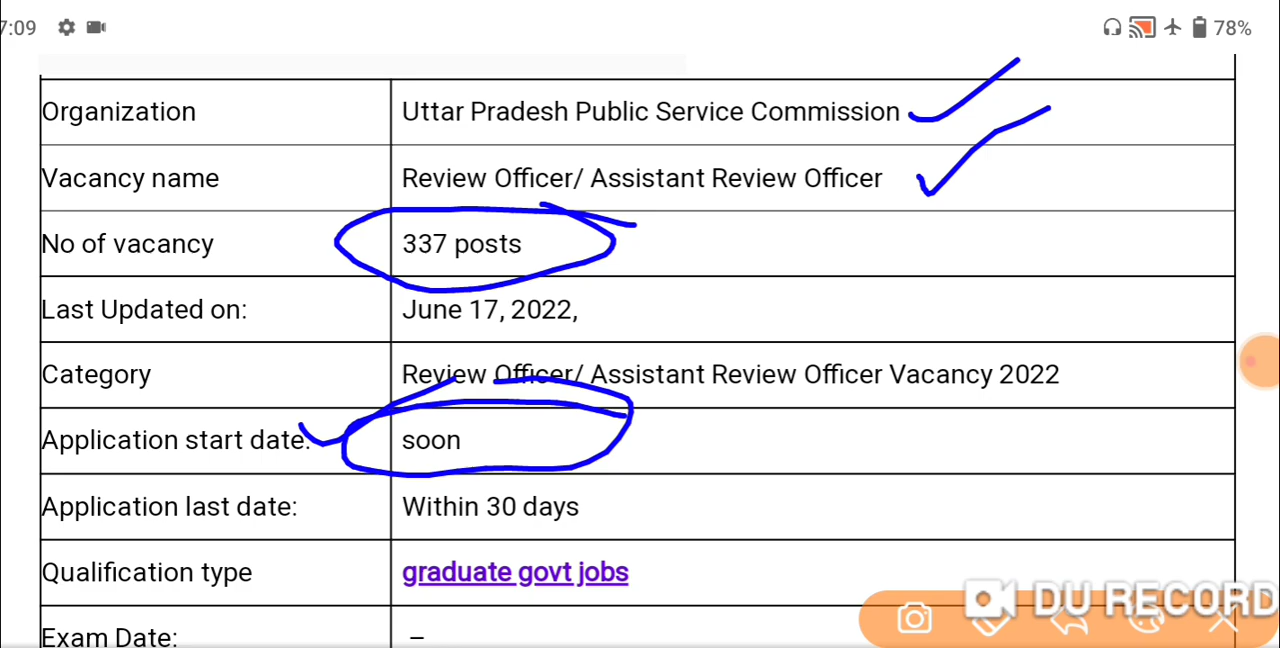 7:09 78%
Organization Uttar Pradesh Public Service Commission
Vacancy name Review Officer/ Assistant Review Officer
No of vacancy 337 posts
Last Updated on: June 17, 2022,
Category Review Officer/ Assistant Review Officer Vacancy 2022
Application start date: soon
Application last date: Within 30 days
Qualification type graduate govt jobs
DU RECORD
Exam Date: –